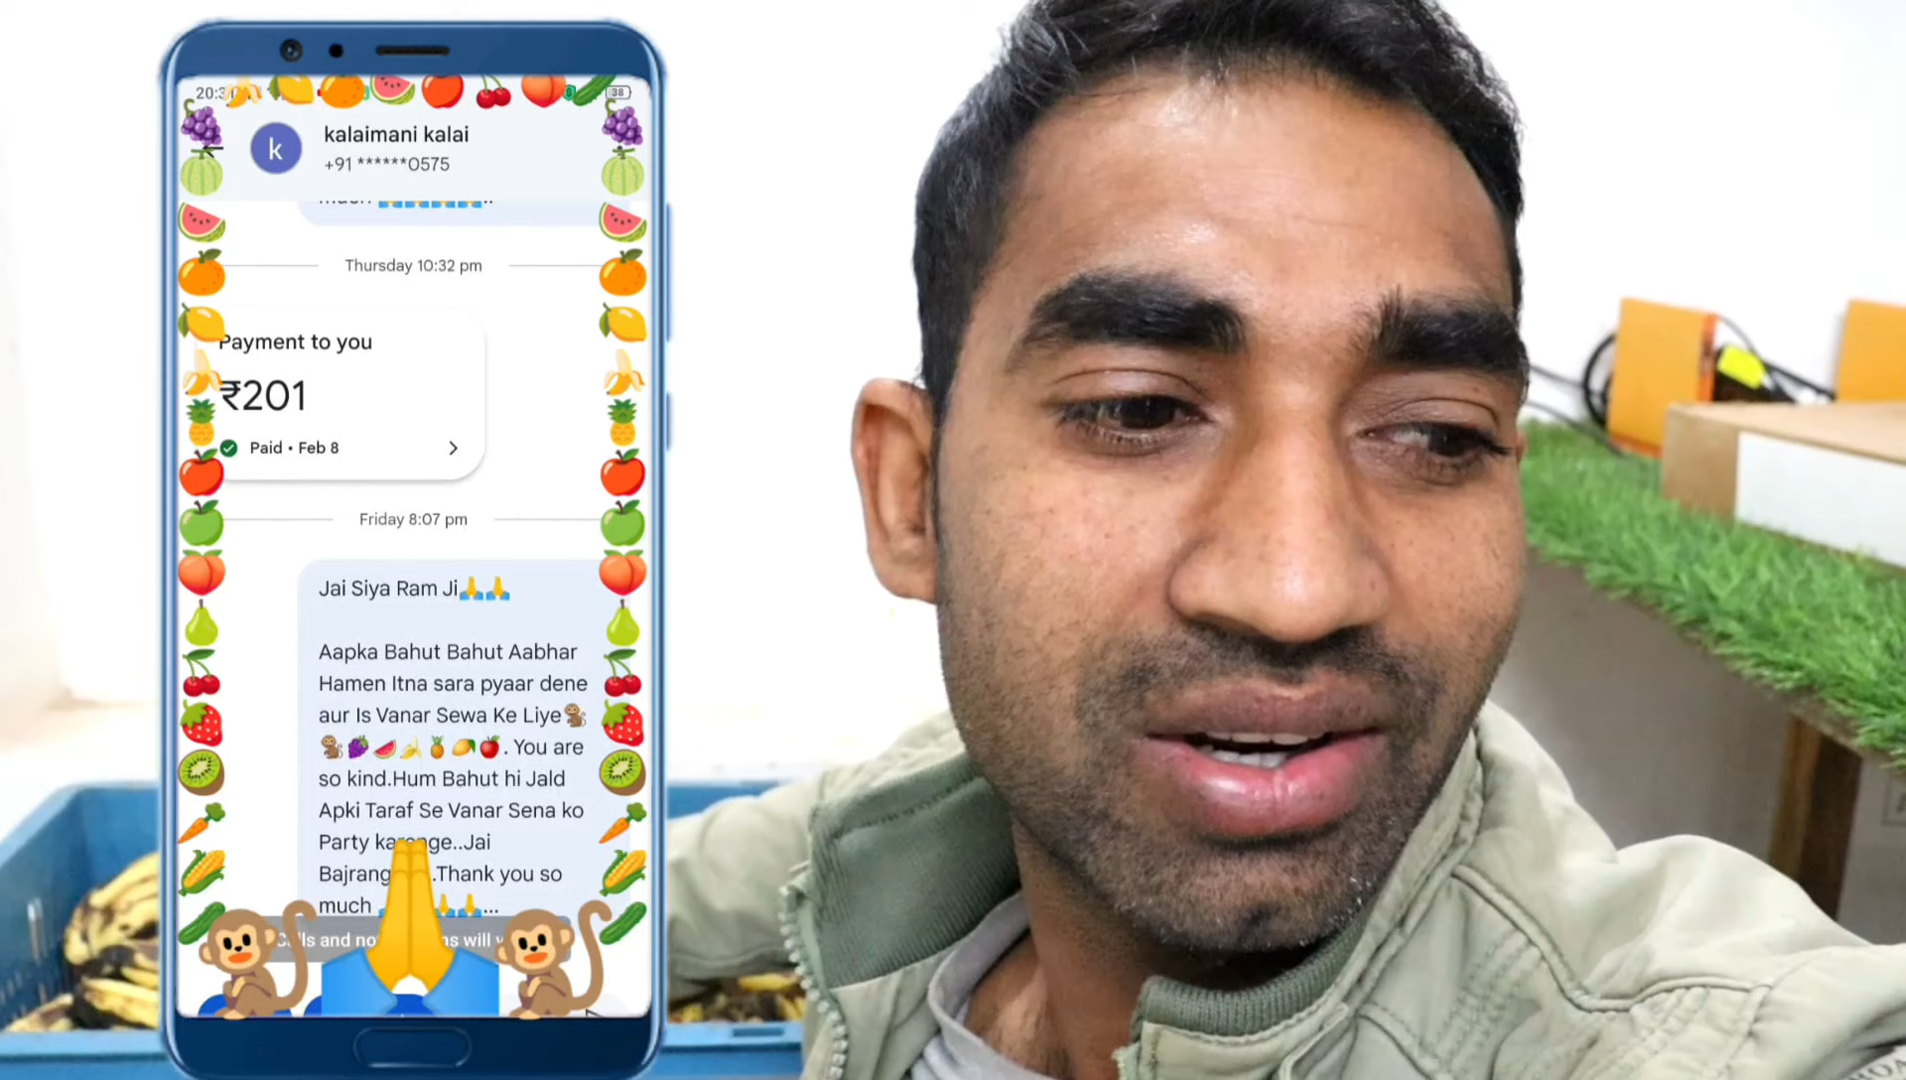 38
kalaimani kalai
k
+91 ******0575
Thursday 10:32 pm
Payment to you
₹201
Paid • Feb 8
Friday 8:07 pm
Jai Siya Ram Ji🙏🙏
Aapka Bahut Bahut Aabhar
Hamen Itna sara pyaar dene
aur Is Vanar Sewa Ke Liye🐒
🐒🍇🍉🍌🍍🥭🍎. You are
so kind.Hum Bahut hi Jald
Apki Taraf Se Vanar Sena ko
Party ..Jai
.Thank you so
much 🙏🙏...
and